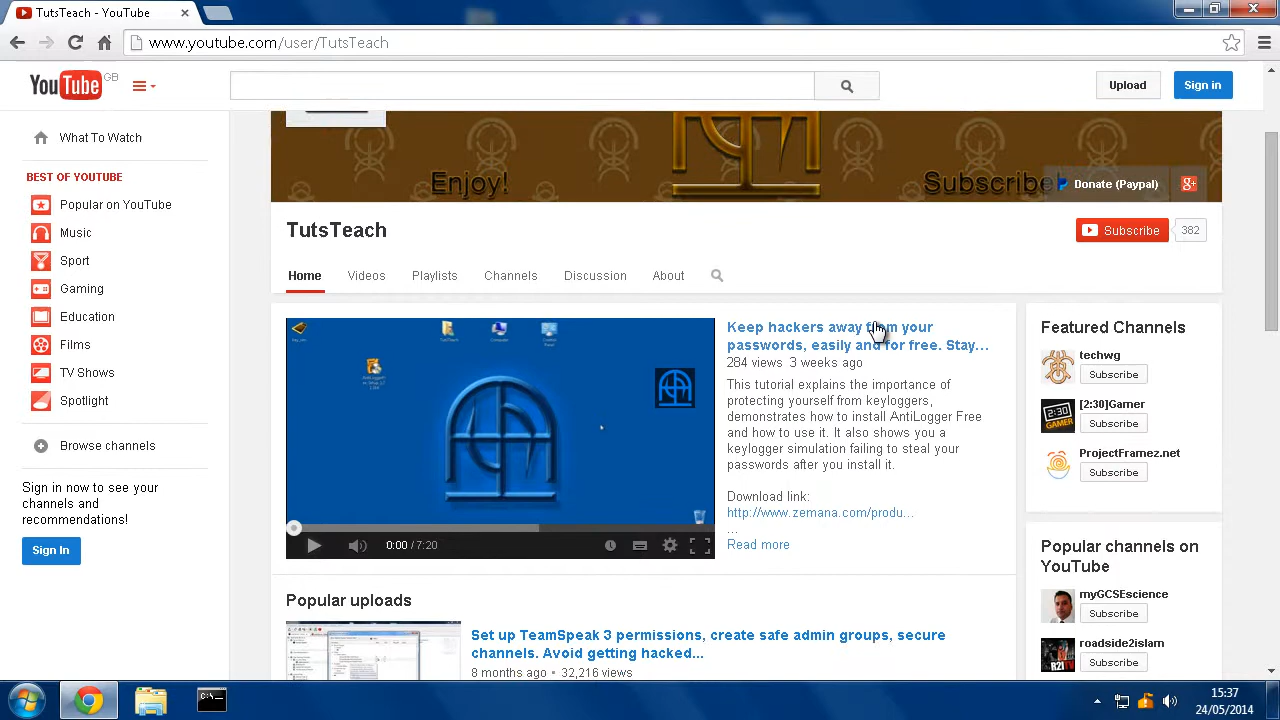 TutsTeach - YouTube
www.youtube.com/user/TutsTeach
YouTube GB
Upload
Sign in
What To Watch
BEST OF YOUTUBE
Popular on YouTube
Music
Sport
Gaming
Education
Films
TV Shows
Spotlight
Browse channels
Sign in now to see your
channels and
recommendations!
Sign In
Enjoy!
Subscribe
Donate (Paypal)
TutsTeach
Subscribe
382
Home
Videos
Playlists
Channels
Discussion
About
Keep hackers away from your
passwords, easily and for free. Stay...
284 views 3 weeks ago
This tutorial explains the importance of
protecting yourself from keyloggers,
demonstrates how to install AntiLogger Free
and how to use it. It also shows you a
keylogger simulation failing to steal your
passwords after you install it.
Download link:
http://www.zemana.com/produ...
...
Read more
0:00 / 7:20
Popular uploads
Set up TeamSpeak 3 permissions, create safe admin groups, secure
channels. Avoid getting hacked...
8 months ago • 32,216 views
Featured Channels
techwg
Subscribe
2:30
GAMER
[2:30]Gamer
Subscribe
ProjectFramez.net
Subscribe
Popular channels on
YouTube
myGCSEscience
Subscribe
R2ITV
roadside2islam
Subscribe
15:37
24/05/2014